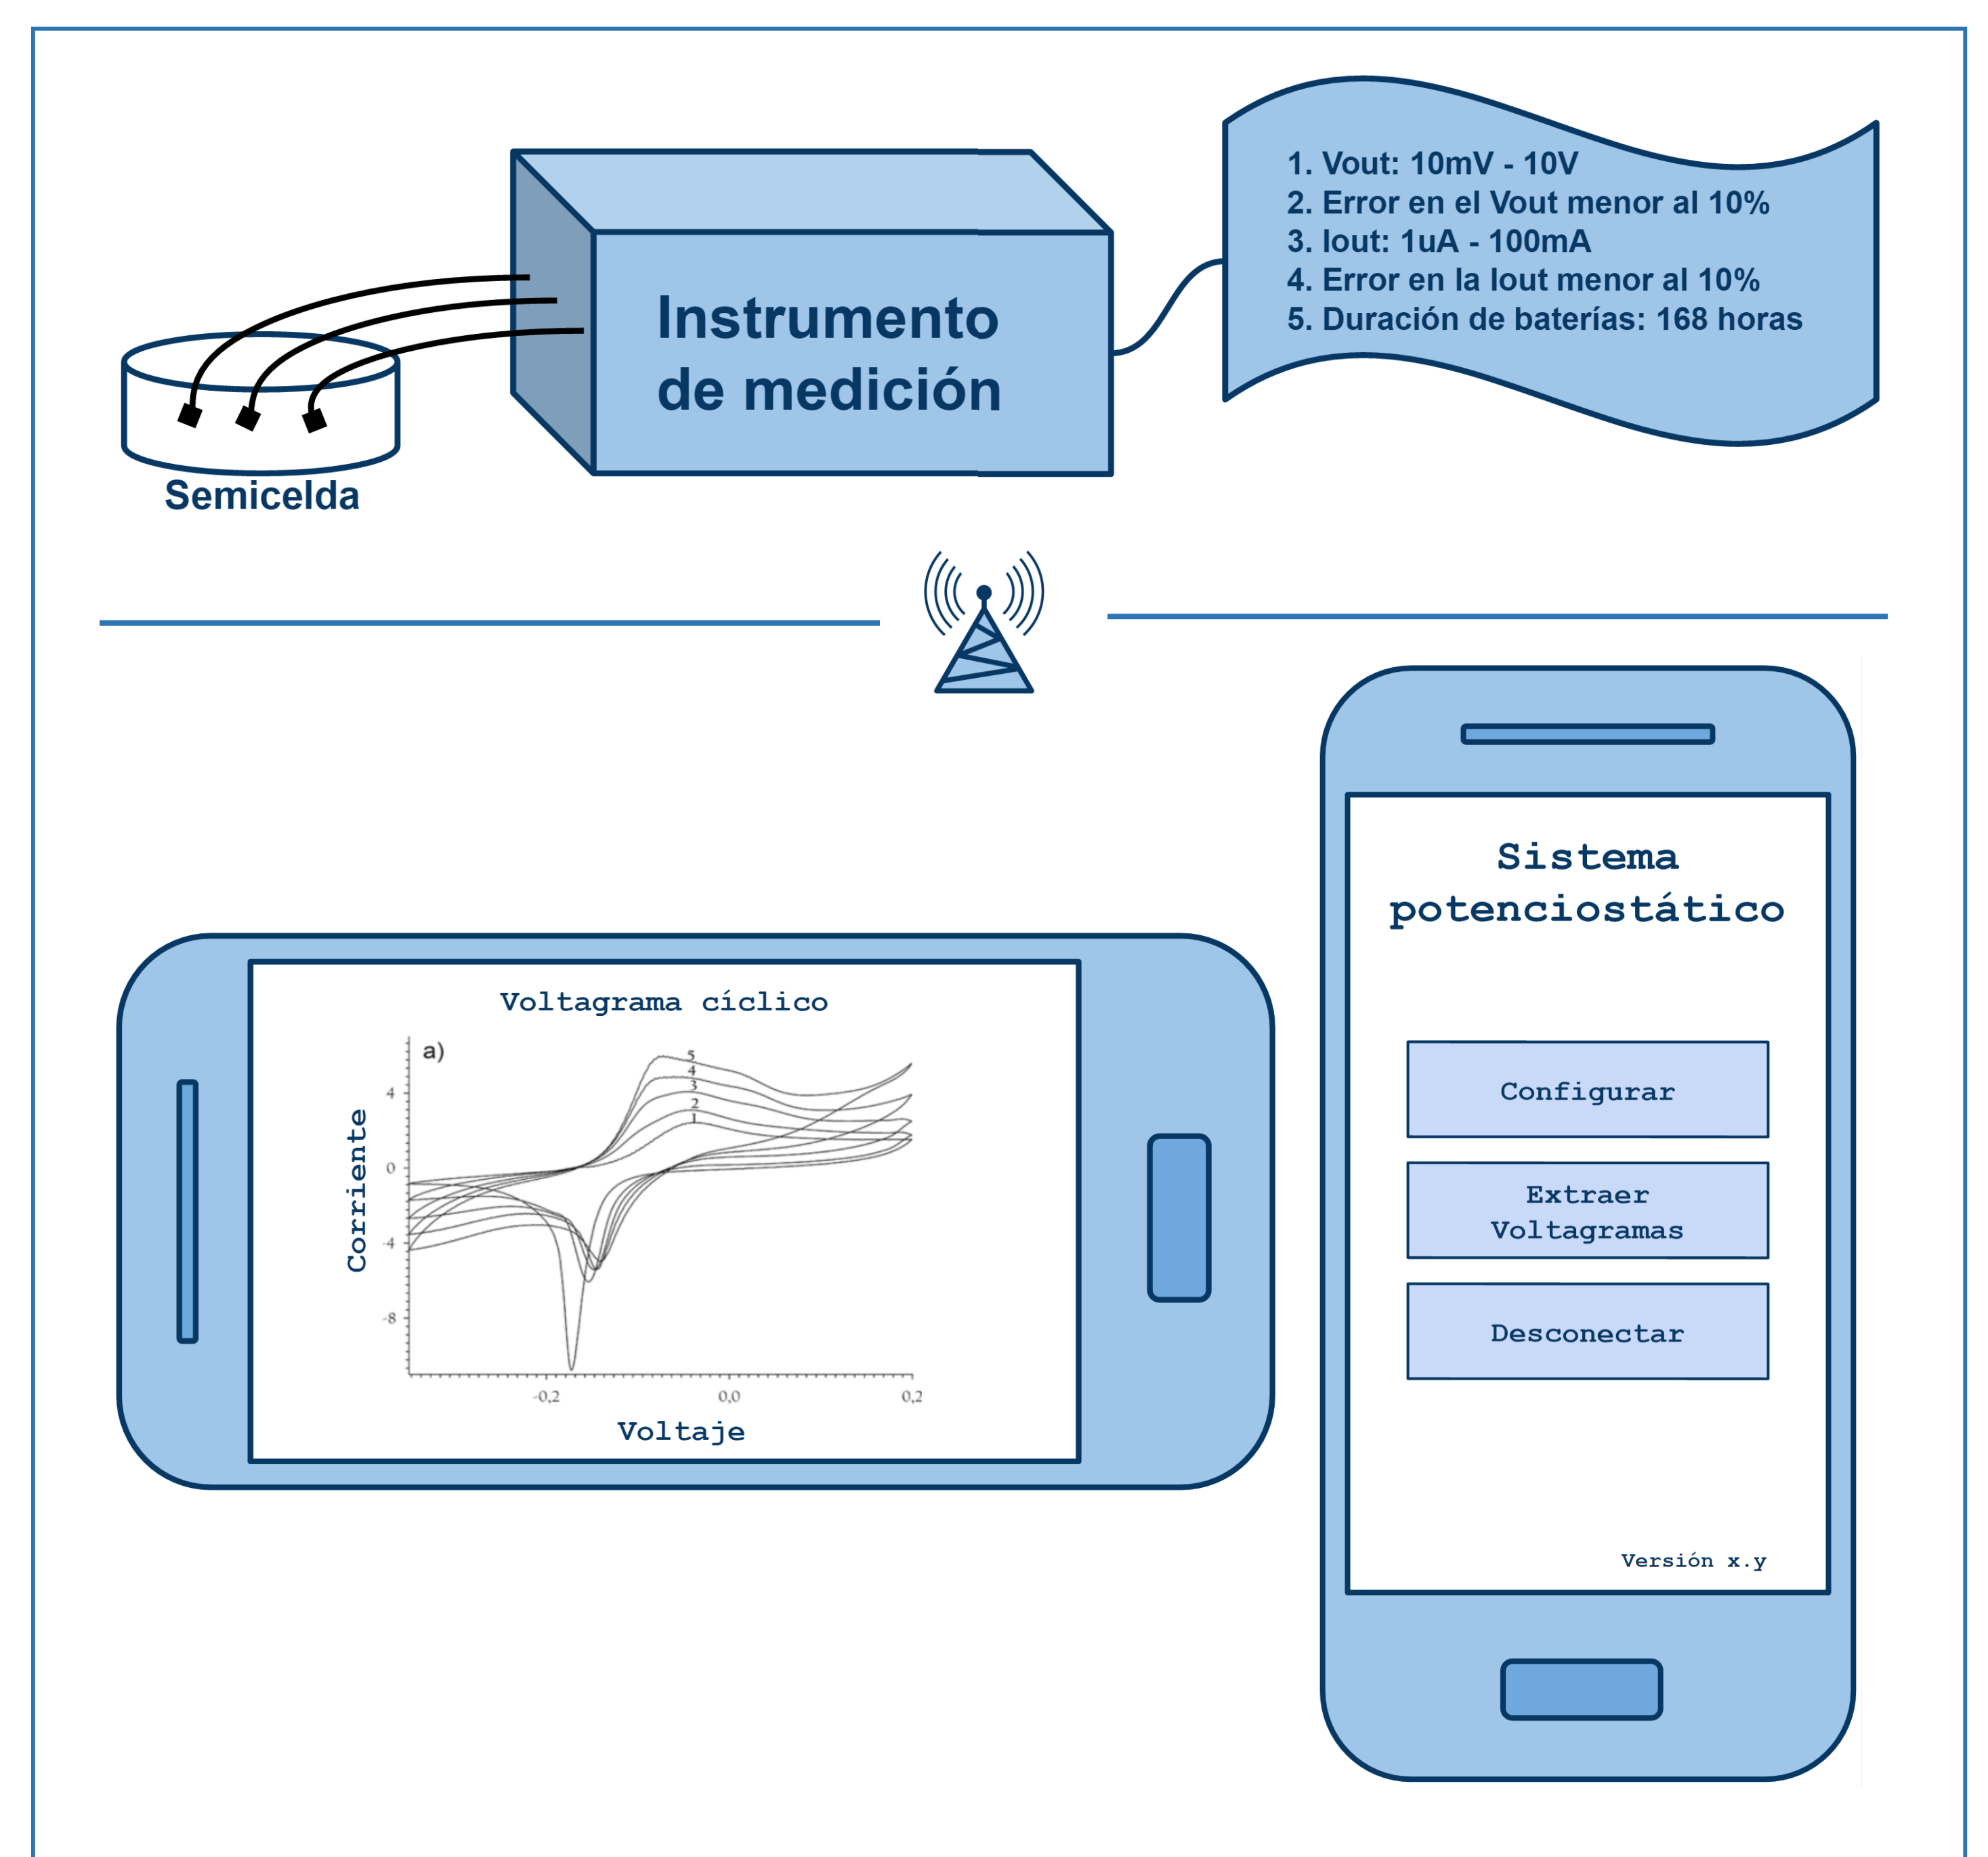 1. Vout: 10mV - 10V
2. Error en el Vout menor al 10%
3. Iout: 1uA - 100mA
4. Error en la Iout menor al 10%
5. Duración de baterías: 168 horas
Instrumento
de medición
Semicelda
Sistema
potenciostático
Configurar
Extraer
Voltagramas
Desconectar
Versión x.y
Voltagrama cíclico
a)
5
4
3
2
1
4
0
-4
-8
Corriente
-0,2
0,0
0,2
Voltaje